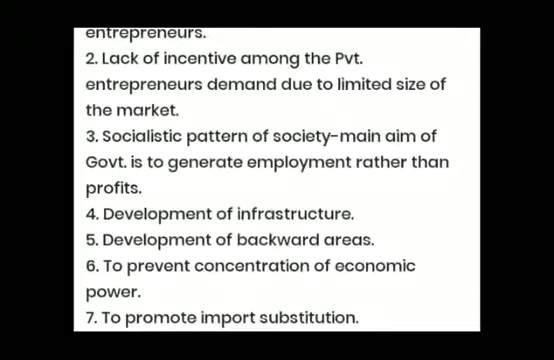 entrepreneurs.
2. Lack of incentive among the Pvt.
entrepreneurs demand due to limited size of
the market.
3. Socialistic pattern of society-main aim of
Govt. is to generate employment rather than
profits.
4. Development of infrastructure.
5. Development of backward areas.
6. To prevent concentration of economic
power.
7. To promote import substitution.